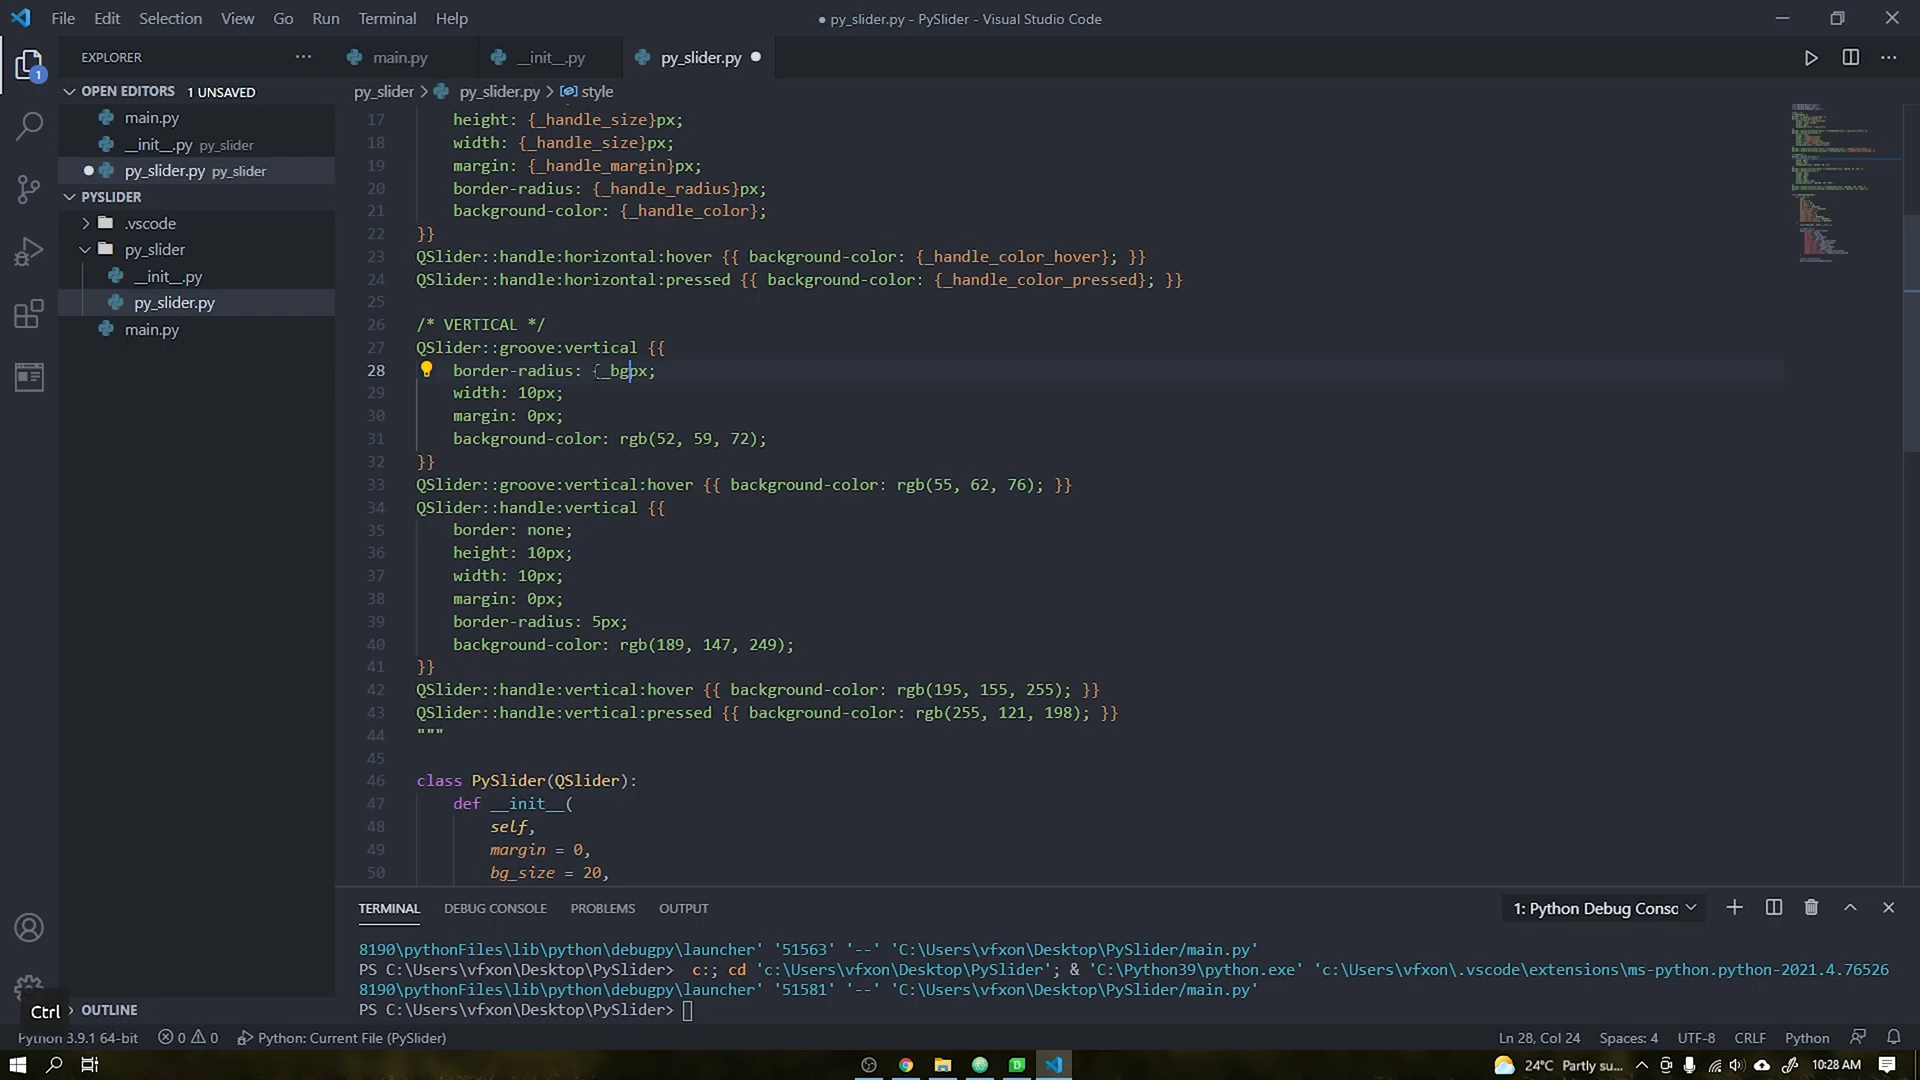 File Edit Selection View Go Run Terminal Help
● py_slider.py - PySlider - Visual Studio Code
EXPLORER ···
main.py
__init__.py
py_slider.py ●
1
OPEN EDITORS 1 UNSAVED
main.py
__init__.py py_slider
● py_slider.py py_slider
PYSLIDER
.vscode
py_slider
__init__.py
py_slider.py
main.py
py_slider > py_slider.py > style
17 height: {_handle_size}px;
18 width: {_handle_size}px;
19 margin: {_handle_margin}px;
20 border-radius: {_handle_radius}px;
21 background-color: {_handle_color};
22 }}
23 QSlider::handle:horizontal:hover {{ background-color: {_handle_color_hover}; }}
24 QSlider::handle:horizontal:pressed {{ background-color: {_handle_color_pressed}; }}
25
26 /* VERTICAL */
27 QSlider::groove:vertical {{
28 border-radius: {_bgpx;
29 width: 10px;
30 margin: 0px;
31 background-color: rgb(52, 59, 72);
32 }}
33 QSlider::groove:vertical:hover {{ background-color: rgb(55, 62, 76); }}
34 QSlider::handle:vertical {{
35 border: none;
36 height: 10px;
37 width: 10px;
38 margin: 0px;
39 border-radius: 5px;
40 background-color: rgb(189, 147, 249);
41 }}
42 QSlider::handle:vertical:hover {{ background-color: rgb(195, 155, 255); }}
43 QSlider::handle:vertical:pressed {{ background-color: rgb(255, 121, 198); }}
44 """
45
46 class PySlider(QSlider):
47 def __init__(
48 self,
49 margin = 0,
50 bg_size = 20,
TERMINAL DEBUG CONSOLE PROBLEMS OUTPUT
1: Python Debug Consc
8190\pythonFiles\lib\python\debugpy\launcher' '51563' '--' 'C:\Users\vfxon\Desktop\PySlider/main.py'
PS C:\Users\vfxon\Desktop\PySlider> c:; cd 'c:\Users\vfxon\Desktop\PySlider'; & 'C:\Python39\python.exe' 'c:\Users\vfxon\.vscode\extensions\ms-python.python-2021.4.76526
8190\pythonFiles\lib\python\debugpy\launcher' '51581' '--' 'C:\Users\vfxon\Desktop\PySlider/main.py'
PS C:\Users\vfxon\Desktop\PySlider>
Ctrl
OUTLINE
Python 3.9.1 64-bit 0 0 Python: Current File (PySlider)
Ln 28, Col 24 Spaces: 4 UTF-8 CRLF Python
24°C Partly su... 10:28 AM